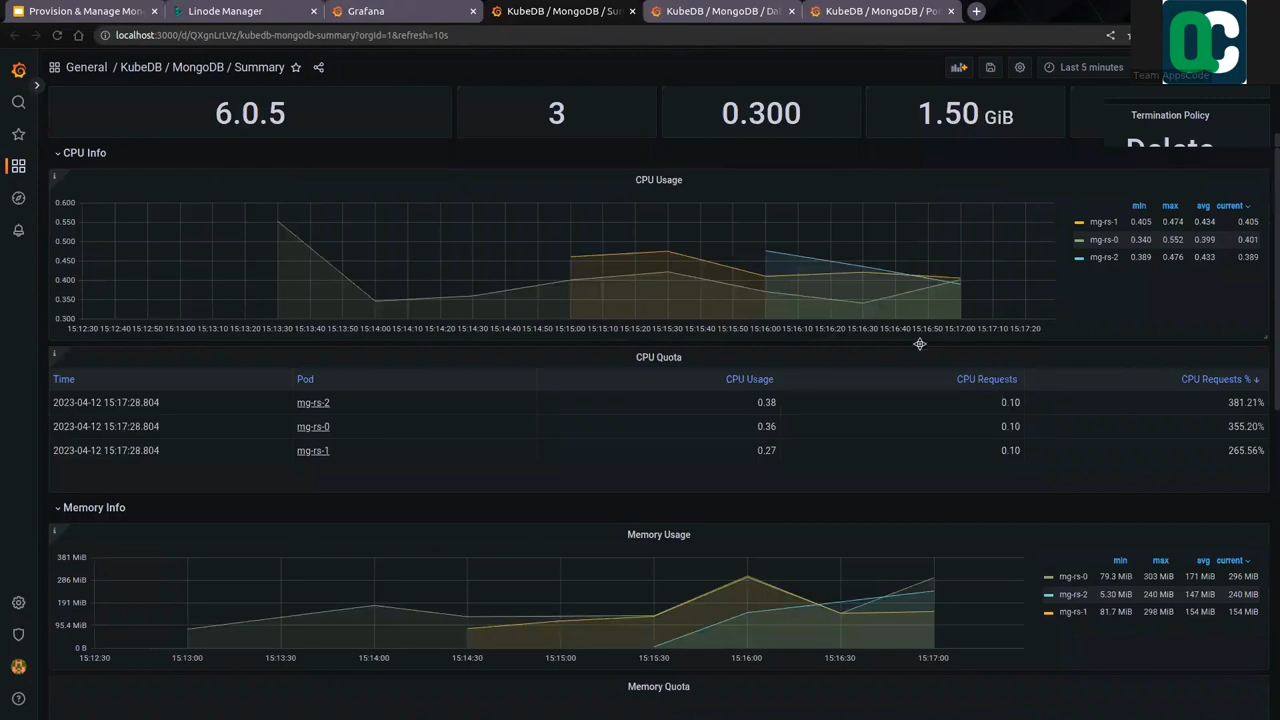 Provision & Manage Mon
Linode Manager
Grafana
KubeDB / MongoDB / Sur
KubeDB / MongoDB / Dat
KubeDB / MongoDB / Po
localhost:3000/d/QXgnLrLVz/kubedb-mongodb-summary?orgId=1&refresh=10s
General / KubeDB / MongoDB / Summary
Last 5 minutes
Team AppsCode
6.0.5
3
0.300
1.50 GiB
Termination Policy
Delete
CPU Info
CPU Usage
0.600
0.550
0.500
0.450
0.400
0.350
0.300
15:12:30 15:12:40 15:12:50 15:13:00 15:13:10 15:13:20 15:13:30 15:13:40 15:13:50 15:14:00 15:14:10 15:14:20 15:14:30 15:14:40 15:14:50 15:15:00 15:15:10 15:15:20 15:15:30 15:15:40 15:15:50 15:16:00 15:16:10 15:16:20 15:16:30 15:16:40 15:16:50 15:17:00 15:17:10 15:17:20
min max avg current
mg-rs-1 0.405 0.474 0.434 0.405
mg-rs-0 0.340 0.552 0.399 0.401
mg-rs-2 0.389 0.476 0.433 0.389
CPU Quota
Time Pod CPU Usage CPU Requests CPU Requests %
2023-04-12 15:17:28.804 mg-rs-2 0.38 0.10 381.21%
2023-04-12 15:17:28.804 mg-rs-0 0.36 0.10 355.20%
2023-04-12 15:17:28.804 mg-rs-1 0.27 0.10 265.56%
Memory Info
Memory Usage
381 MiB
286 MiB
191 MiB
95.4 MiB
0 B
15:12:30 15:13:00 15:13:30 15:14:00 15:14:30 15:15:00 15:15:30 15:16:00 15:16:30 15:17:00
min max avg current
mg-rs-0 79.3 MiB 303 MiB 171 MiB 296 MiB
mg-rs-2 5.30 MiB 240 MiB 147 MiB 240 MiB
mg-rs-1 81.7 MiB 298 MiB 154 MiB 154 MiB
Memory Quota